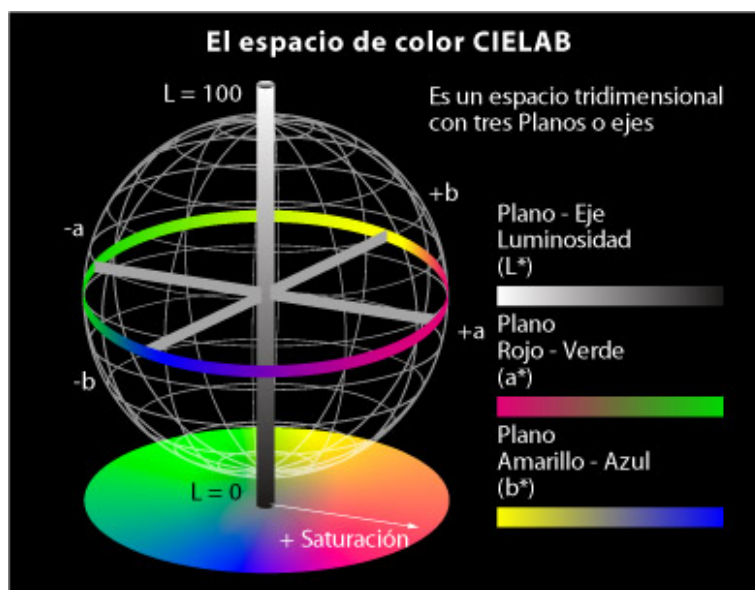 El espacio de color CIELAB
L = 100
Es un espacio tridimensional
con tres Planos o ejes
+b
-a
Plano - Eje
Luminosidad
(L*)
+a
Plano
Rojo - Verde
(a*)
-b
Plano
Amarillo - Azul
(b*)
L = 0
+ Saturación